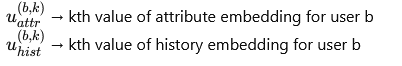 $u_{attr}^{(b,k)}$ → kth value of attribute embedding for user b
$u_{hist}^{(b,k)}$ → kth value of history embedding for user b